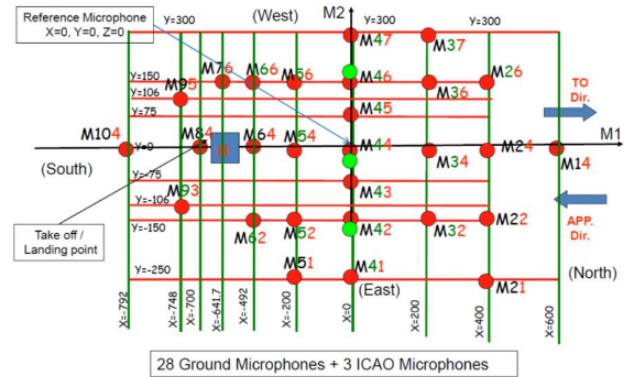 Y=300
(West)
M2
Y=300
Y=300
Reference Microphone
X=0, Y=0, Z=0
M47
M37
M76
M66
M56
M46
M26
Y=150
M95
M36
TO
Dir.
Y=106
Y=75
M45
M104
Y=0
M84
H
M64
M54
M44
M24
M1
M34
M14
(South)
Y=-75
M93
M43
Y=-106
APP.
Dir.
Y=-150
M62
M52
M42
M32
M22
Take off /
Landing point
M51
M41
Y=-250
(East)
M21
(North)
X=-792
X=-748
X=-700
X=-641.7
X=-492
X=-200
X=0
X=200
X=400
X=600
28 Ground Microphones + 3 ICAO Microphones